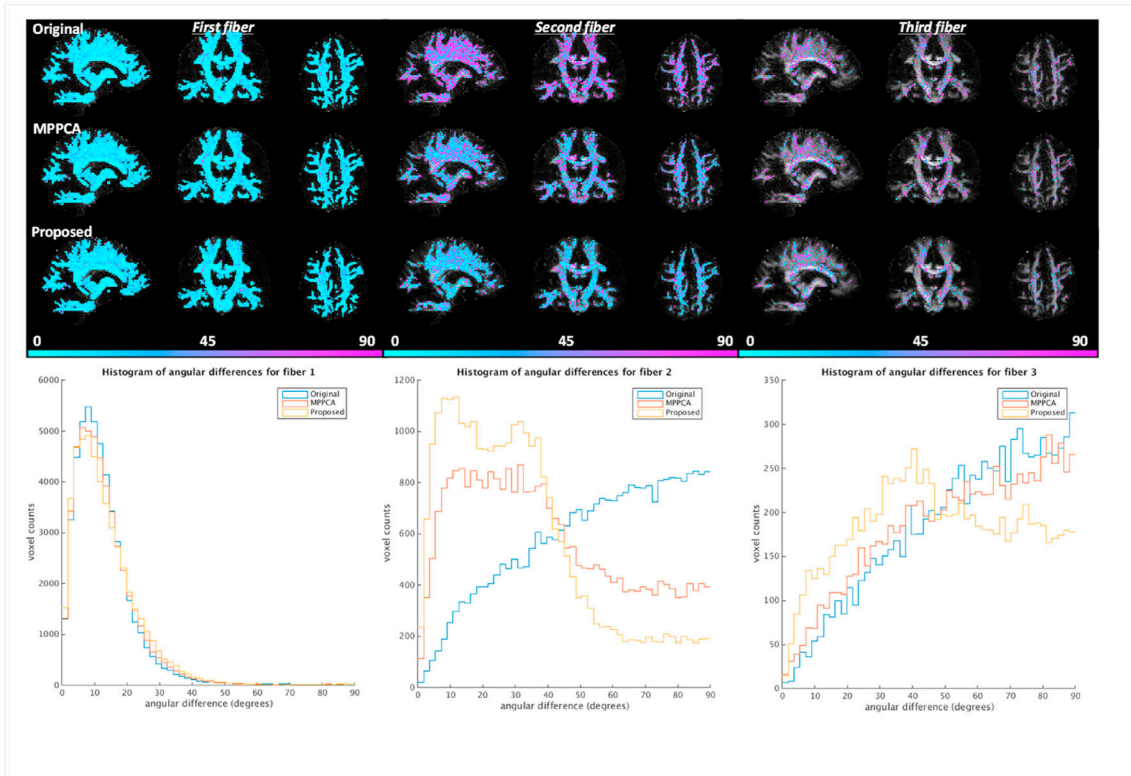 Original First fiber Second fiber Third fiber
MPPCA
Proposed
0 45 90 0 45 90 0 45 90
Histogram of angular differences for fiber 1
Histogram of angular differences for fiber 2
Histogram of angular differences for fiber 3
Original
MPPCA
Proposed
Original
MPPCA
Proposed
Original
MPPCA
Proposed
voxel counts
6000
5000
4000
3000
2000
1000
0
0 10 20 30 40 50 60 70 80 90
angular difference (degrees)
voxel counts
1200
1000
800
600
400
200
0
0 10 20 30 40 50 60 70 80 90
angular difference (degrees)
voxel counts
350
300
250
200
150
100
50
0
0 10 20 30 40 50 60 70 80 90
angular difference (degrees)